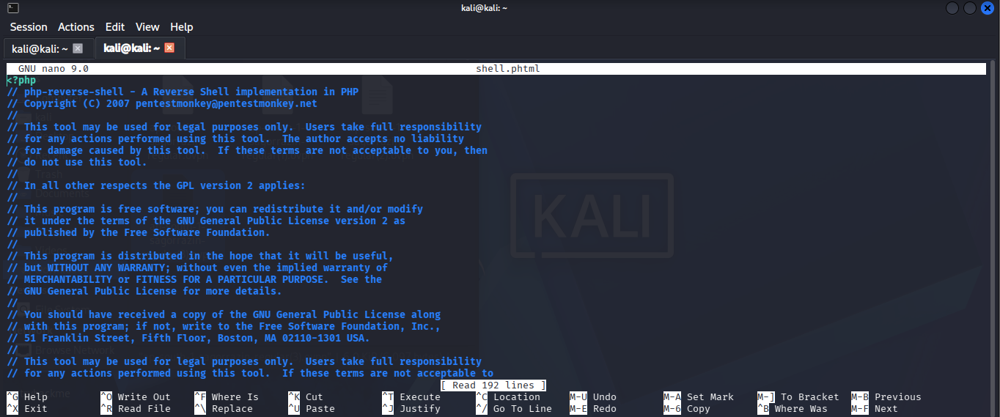 kali@kali: ~
Session Actions Edit View Help
kali@kali: ~ kali@kali: ~
GNU nano 9.0 shell.phtml
<?php
// php-reverse-shell - A Reverse Shell implementation in PHP
// Copyright (C) 2007 pentestmonkey@pentestmonkey.net
//
// This tool may be used for legal purposes only.  Users take full responsibility
// for any actions performed using this tool.  The author accepts no liability
// for damage caused by this tool.  If these terms are not acceptable to you, then
// do not use this tool.
//
// In all other respects the GPL version 2 applies:
//
// This program is free software; you can redistribute it and/or modify
// it under the terms of the GNU General Public License version 2 as
// published by the Free Software Foundation.
//
// This program is distributed in the hope that it will be useful,
// but WITHOUT ANY WARRANTY; without even the implied warranty of
// MERCHANTABILITY or FITNESS FOR A PARTICULAR PURPOSE.  See the
// GNU General Public License for more details.
//
// You should have received a copy of the GNU General Public License along
// with this program; if not, write to the Free Software Foundation, Inc.,
// 51 Franklin Street, Fifth Floor, Boston, MA 02110-1301 USA.
//
// This tool may be used for legal purposes only.  Users take full responsibility
// for any actions performed using this tool.  If these terms are not acceptable to
KALI
Trash
Browse Network
[ Read 192 lines ]
^G Help ^O Write Out ^F Where Is ^K Cut ^T Execute ^C Location M-U Undo M-A Set Mark M-] To Bracket M-B Previous
^X Exit ^R Read File ^\ Replace ^U Paste ^J Justify ^/ Go To Line M-E Redo M-6 Copy ^B Where Was M-F Next